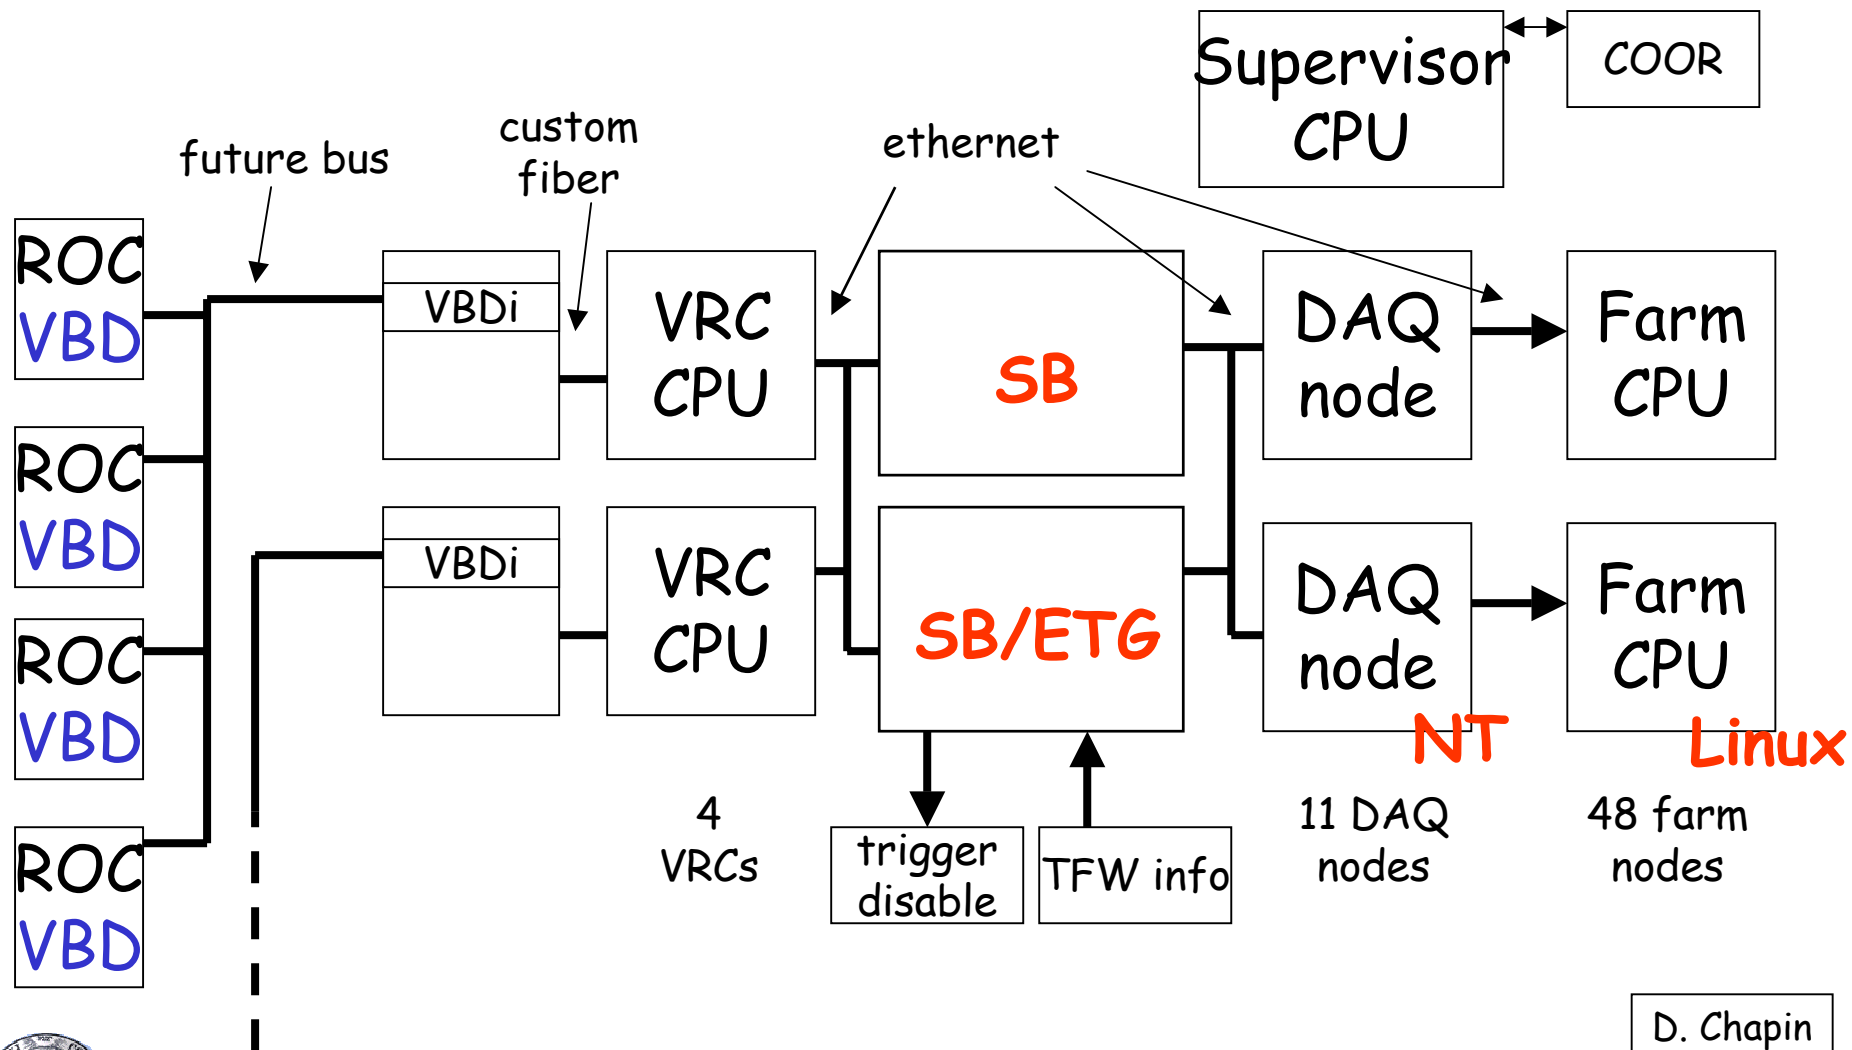 Supervisor
CPU
COOR
future bus
custom
fiber
ethernet
ROC
VBD
ROC
VBD
ROC
VBD
ROC
VBD
VBDi
VRC
CPU
SB
DAQ
node
Farm
CPU
VBDi
VRC
CPU
SB/ETG
DAQ
node
NT
Farm
CPU
Linux
4
VRCs
trigger
disable
TFW info
11 DAQ
nodes
48 farm
nodes
D. Chapin